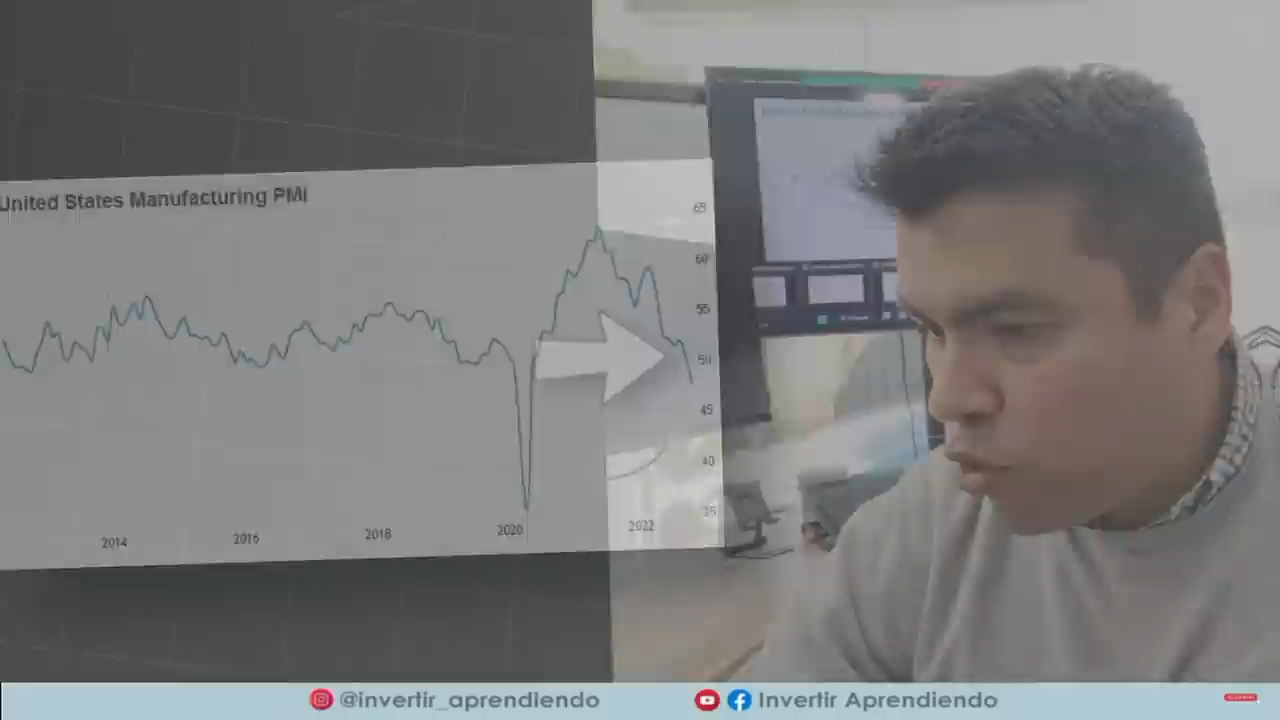 United States Manufacturing PMI
65
60
55
50
45
40
35
2014 2016 2018 2020 2022
@invertir_aprendiendo Invertir Aprendiendo